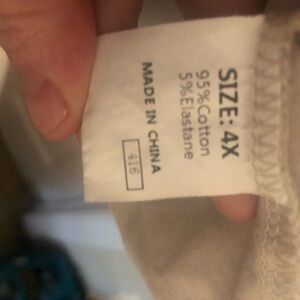 SIZE: 4X
95%Cotton
5%Elastane
MADE IN CHINA
416